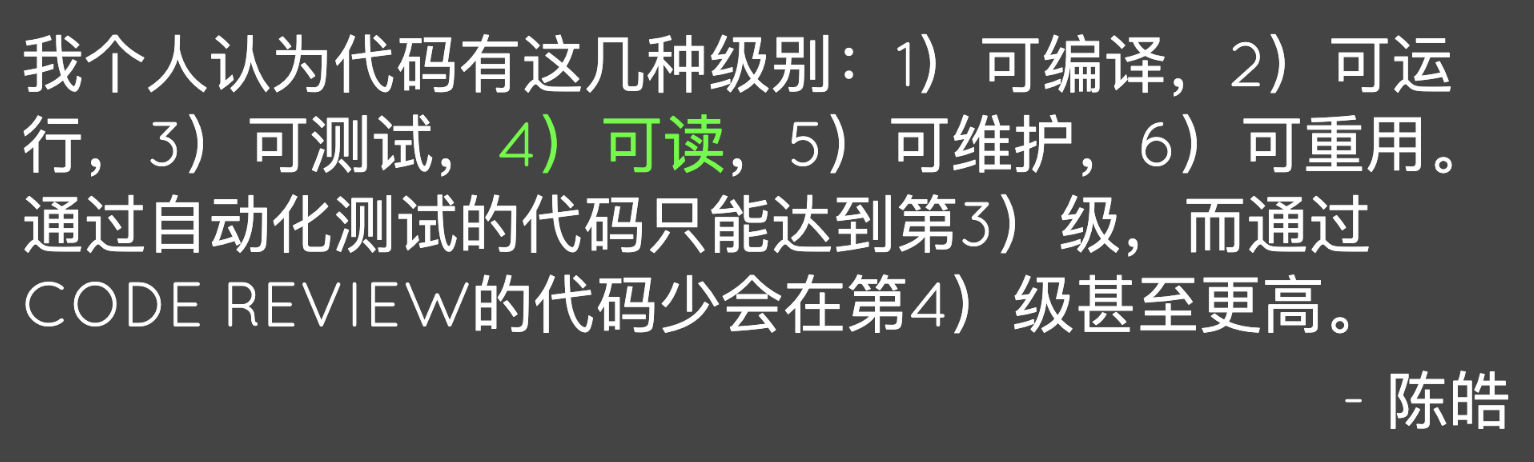 我个人认为代码有这几种级别：1）可编译，2）可运
行，3）可测试，4）可读，5）可维护，6）可重用。
通过自动化测试的代码只能达到第3）级，而通过
CODE REVIEW的代码少会在第4）级甚至更高。
- 陈皓